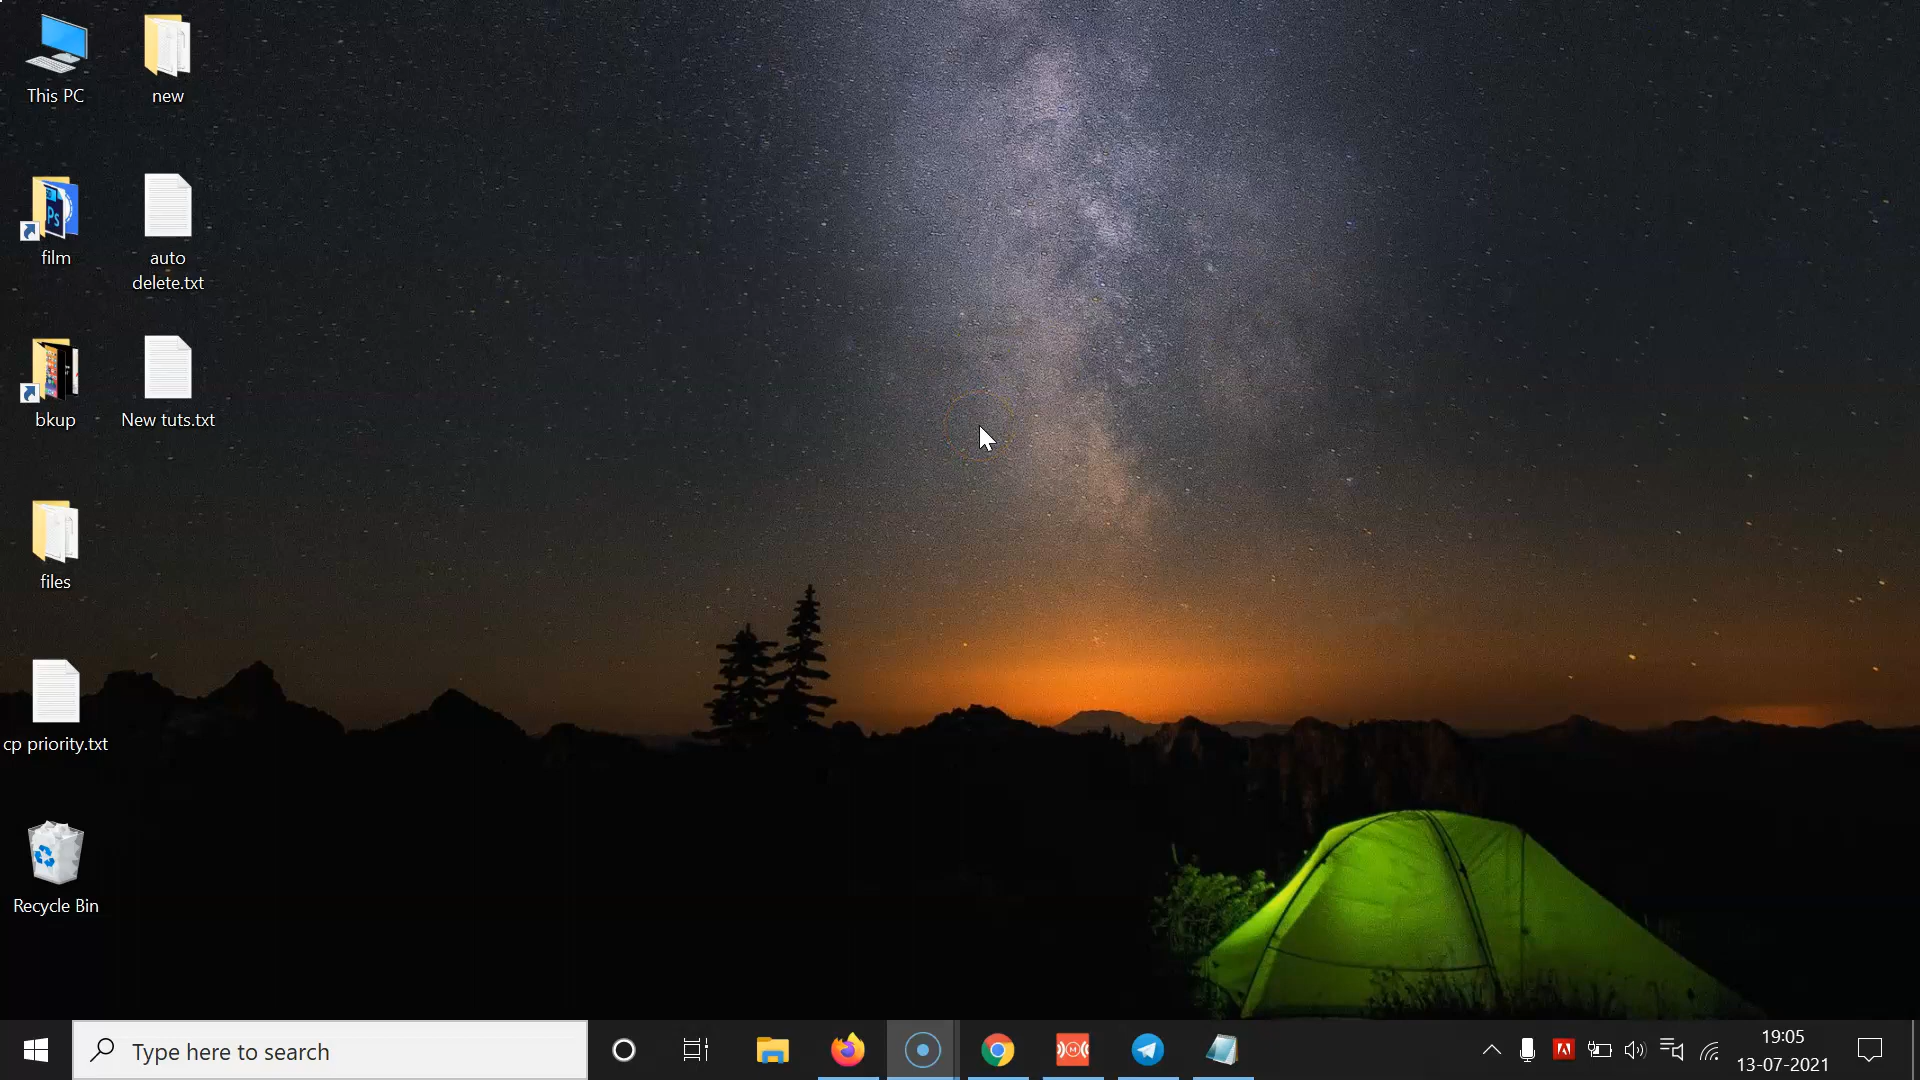 This PC
new
film
auto
delete.txt
bkup
New tuts.txt
files
cp priority.txt
Recycle Bin
Type here to search
19:05
13-07-2021